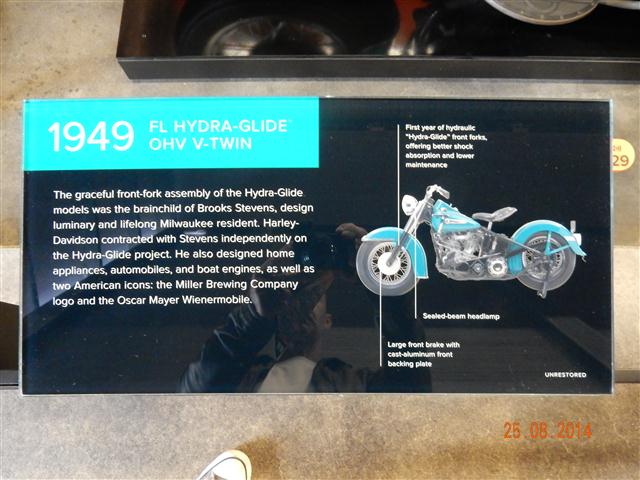 1949 FL HYDRA-GLIDE
OHV V-TWIN
The graceful front-fork assembly of the Hydra-Glide
models was the brainchild of Brooks Stevens, design
luminary and lifelong Milwaukee resident. Harley-
Davidson contracted with Stevens independently on
the Hydra-Glide project. He also designed home
appliances, automobiles, and boat engines, as well as
two American icons: the Miller Brewing Company
logo and the Oscar Mayer Wienermobile.
First year of hydraulic
"Hydra-Glide" front forks,
offering better shock
absorption and lower
maintenance
Sealed-beam headlamp
Large front brake with
cast-aluminum front
backing plate
UNRESTORED
29
25.08.2014